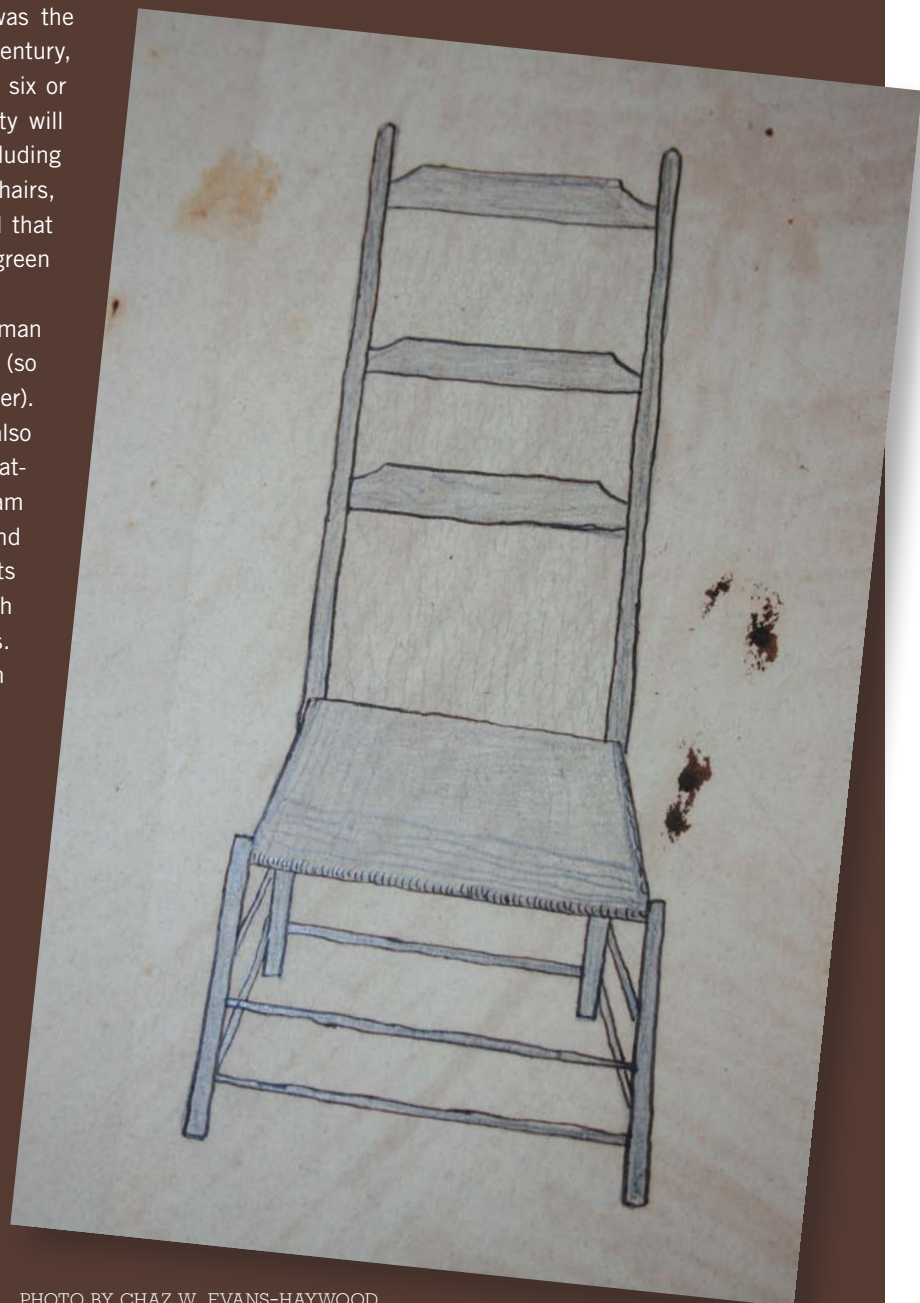 was the
entury,
six or
ty will
luding
hairs,
that
green
man
(so
er).
also
at-
am
nd
ts
h
s.
n
PHOTO BY CHAZ W. EVANS-HAYWOOD